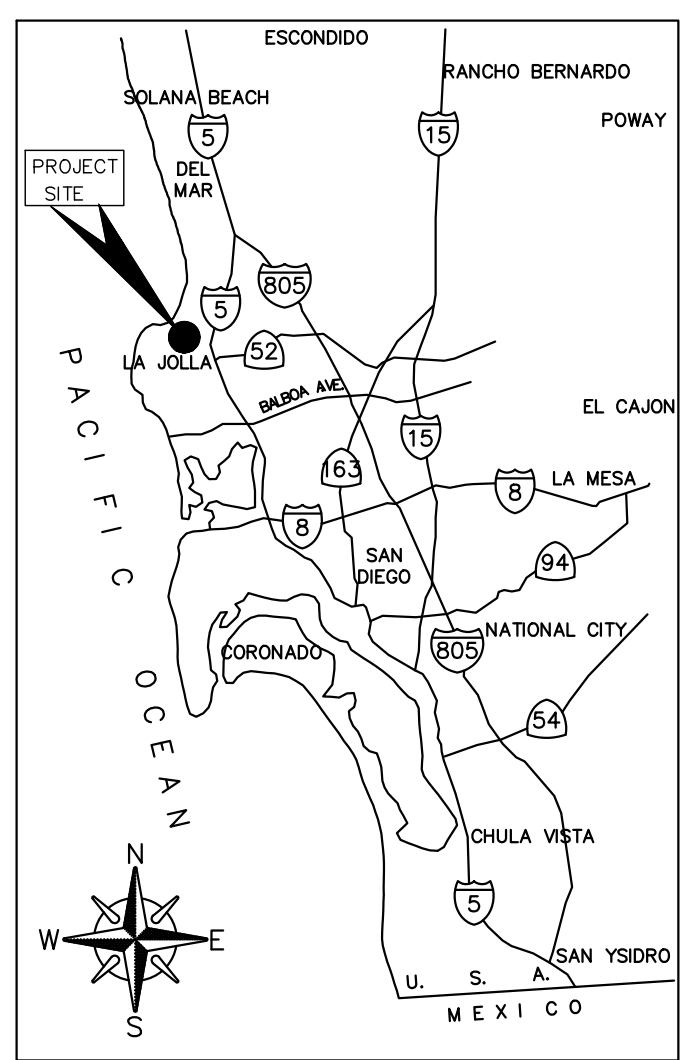 ESCONDIDO
RANCHO BERNARDO
SOLANA BEACH
POWAY
5
15
PROJECT
SITE
DEL
MAR
805
5
52
LA JOLLA
BALBOA AVE.
EL CAJON
15
163
LA MESA
8
8
PACIFIC
OCEAN
SAN
DIEGO
94
NATIONAL CITY
805
CORONADO
54
CHULA VISTA
5
N
W
E
S
SAN YSIDRO
U. S. A.
MEXICO